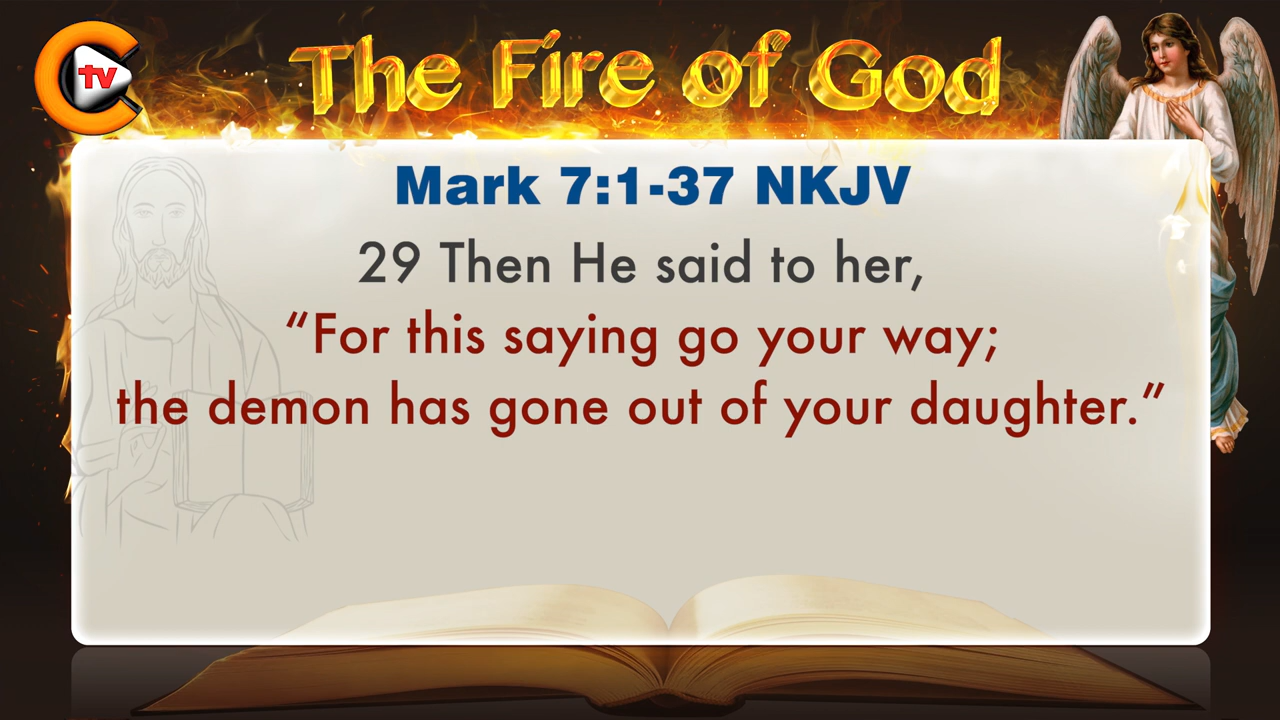 tv
The Fire of God
Mark 7:1-37 NKJV
29 Then He said to her,
“For this saying go your way;
the demon has gone out of your daughter.”